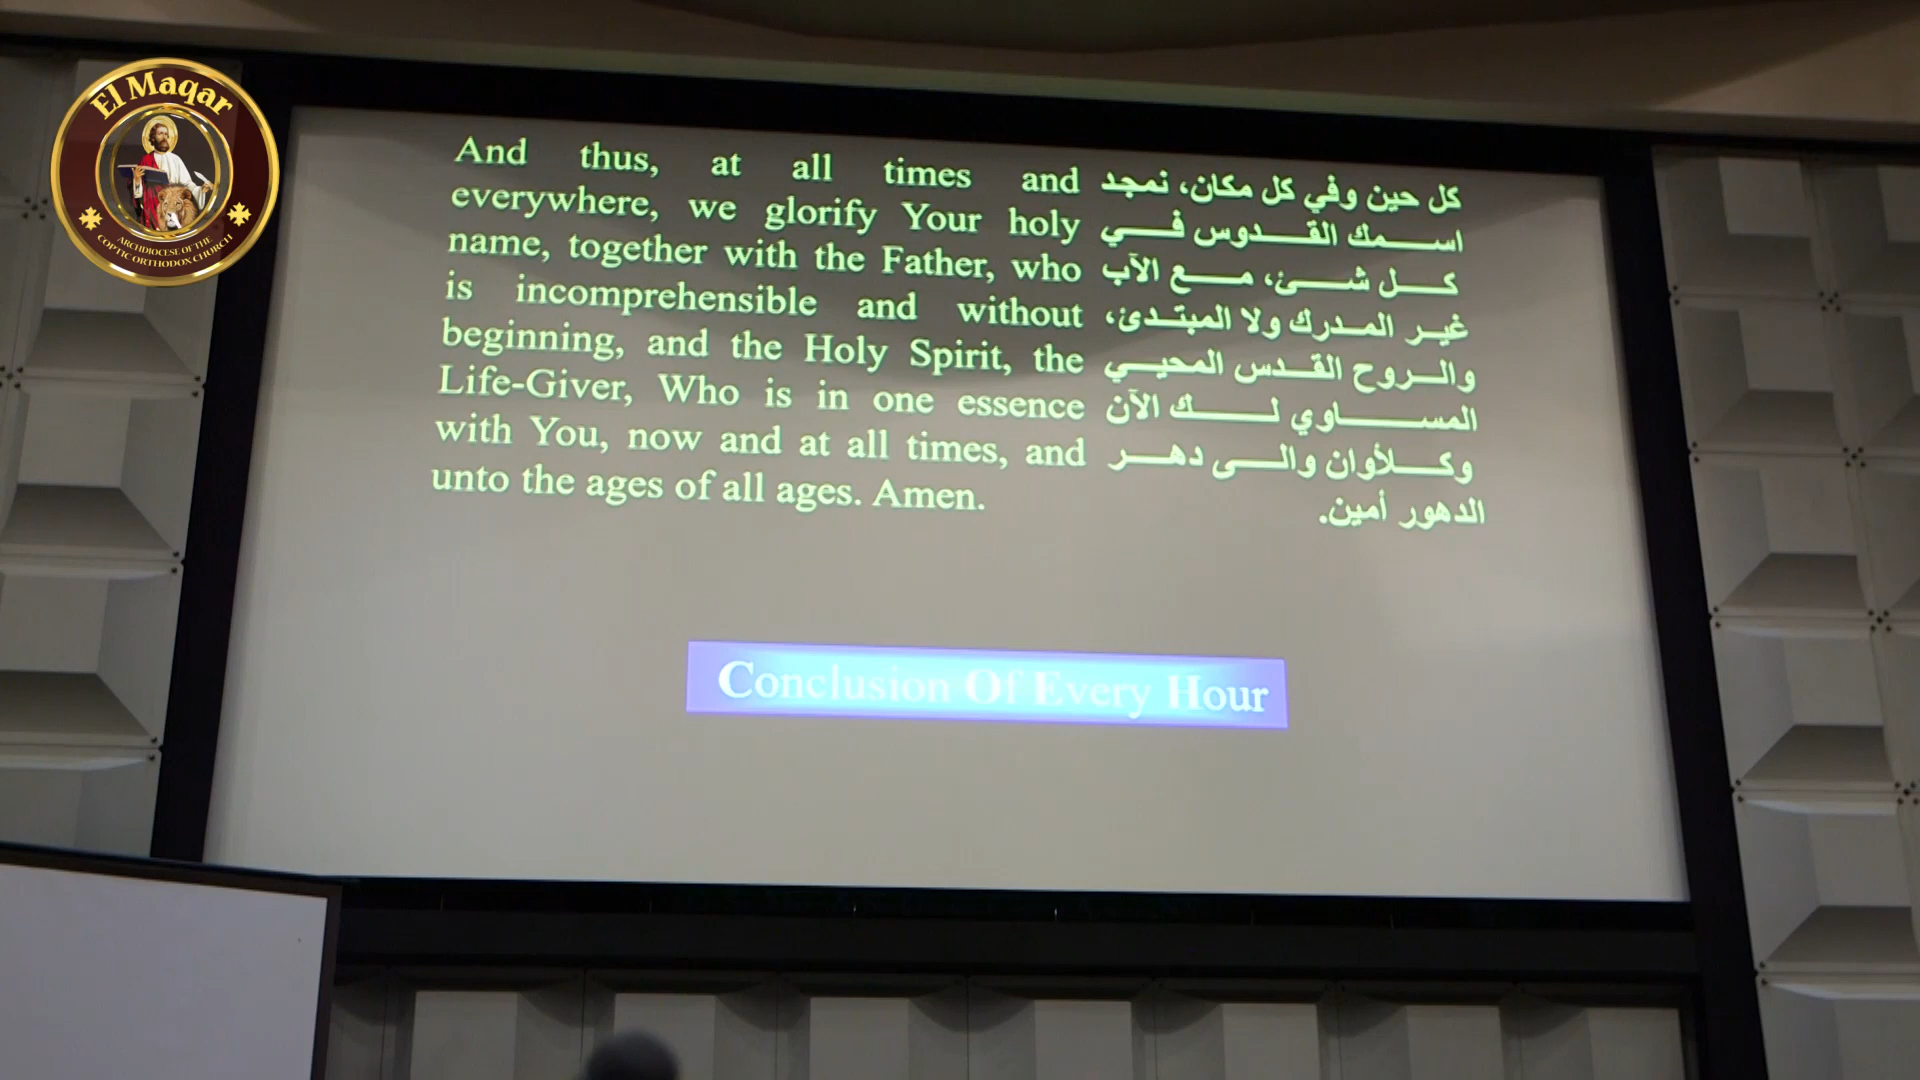 El Maqar
ARCHDIOCESE OF THE
COPTIC ORTHODOX CHURCH
And thus, at all times and
everywhere, we glorify Your holy
name, together with the Father, who
is incomprehensible and without
beginning, and the Holy Spirit, the
Life-Giver, Who is in one essence
with You, now and at all times, and
unto the ages of all ages. Amen.
كل حين وفي كل مكان، نمجد
اسمك القدوس في
كل شئ، مع الآب
غير المدرك ولا المبتدئ،
والروح القدس المحيي
المساوي لك الآن
وكلأوان والى دهر
الدهور أمين.
Conclusion Of Every Hour